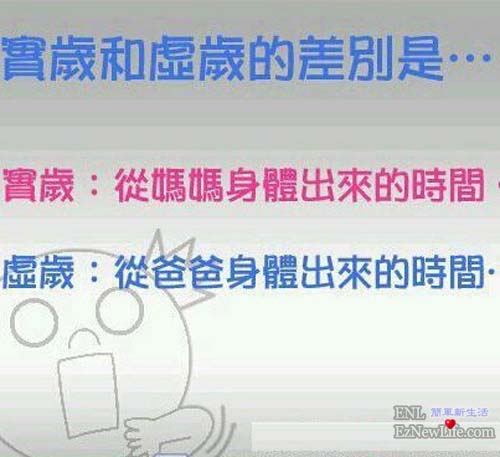 實歲和虛歲的差別是…
實歲：從媽媽身體出來的時間.
虛歲：從爸爸身體出來的時間.
ENL 簡單新生活
EzNewLife.com